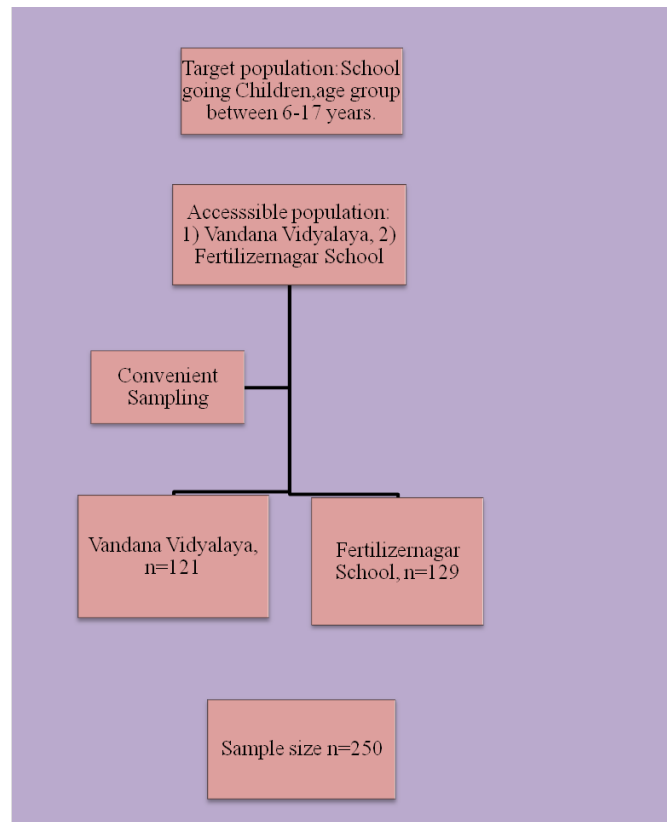 Target population:School
going Children,age group
between 6-17 years.
Accesssible population:
1) Vandana Vidyalaya, 2)
Fertilizernagar School
Convenient
Sampling
Vandana Vidyalaya,
n=121
Fertilizernagar
School, n=129
Sample size n=250